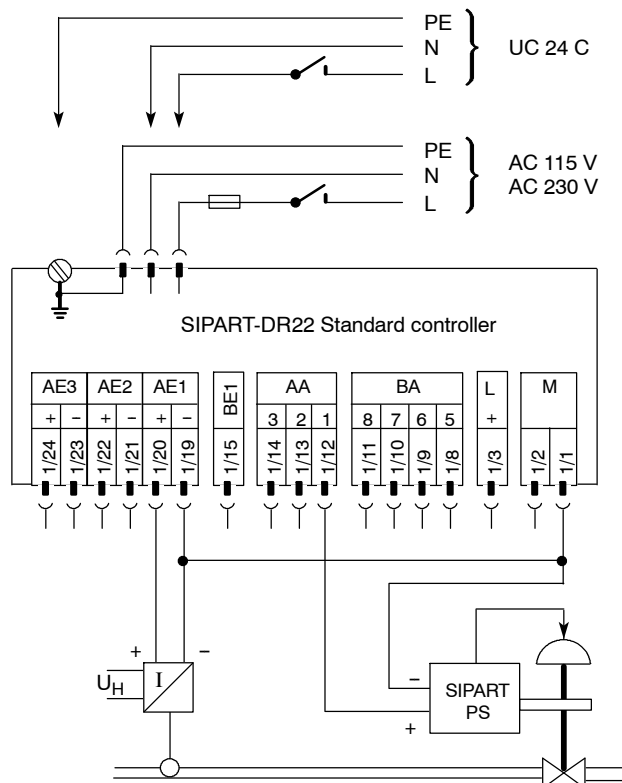 PE
N UC 24 C
L
PE
N AC 115 V
AC 230 V
L
SIPART-DR22 Standard controller
AE3 AE2 AE1 BE1 AA BA L M
+ − + − + − 3 2 1 8 7 6 5 +
1/24 1/23 1/22 1/21 1/20 1/19 1/15 1/14 1/13 1/12 1/11 1/10 1/9 1/8 1/3 1/2 1/1
+ −
UH I
− SIPART
PS
+